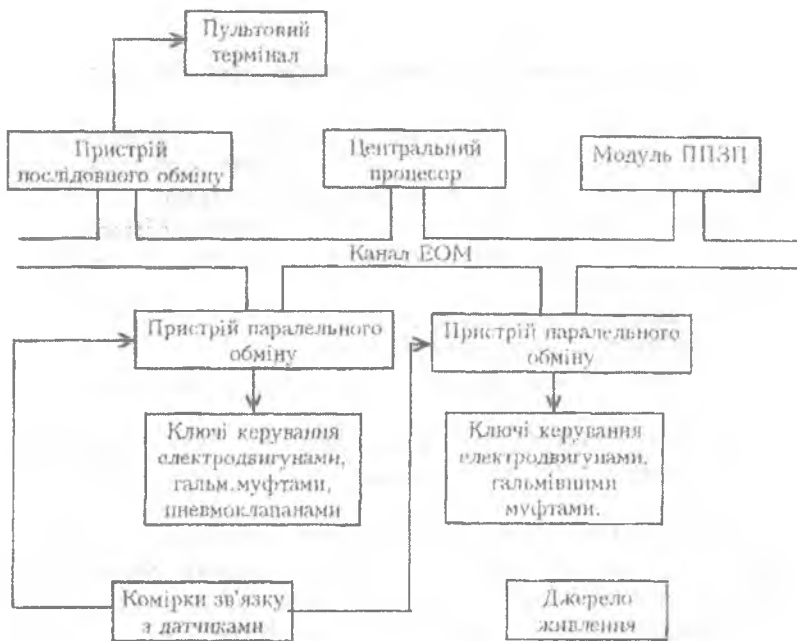 Пультовий
термінал
Пристрій
послідовного обміну
Центральний
процесор
Модуль ППЗП
Канал ЕОМ
Пристрій паралельного
обміну
Пристрій паралельного
обміну
Ключі керування
електродвигунами,
гальм.муфтами,
пневмоклапанами
Ключі керування
електродвигунами,
гальмівними
муфтами.
Комірки зв'язку
з датчиками
Джерело
живлення